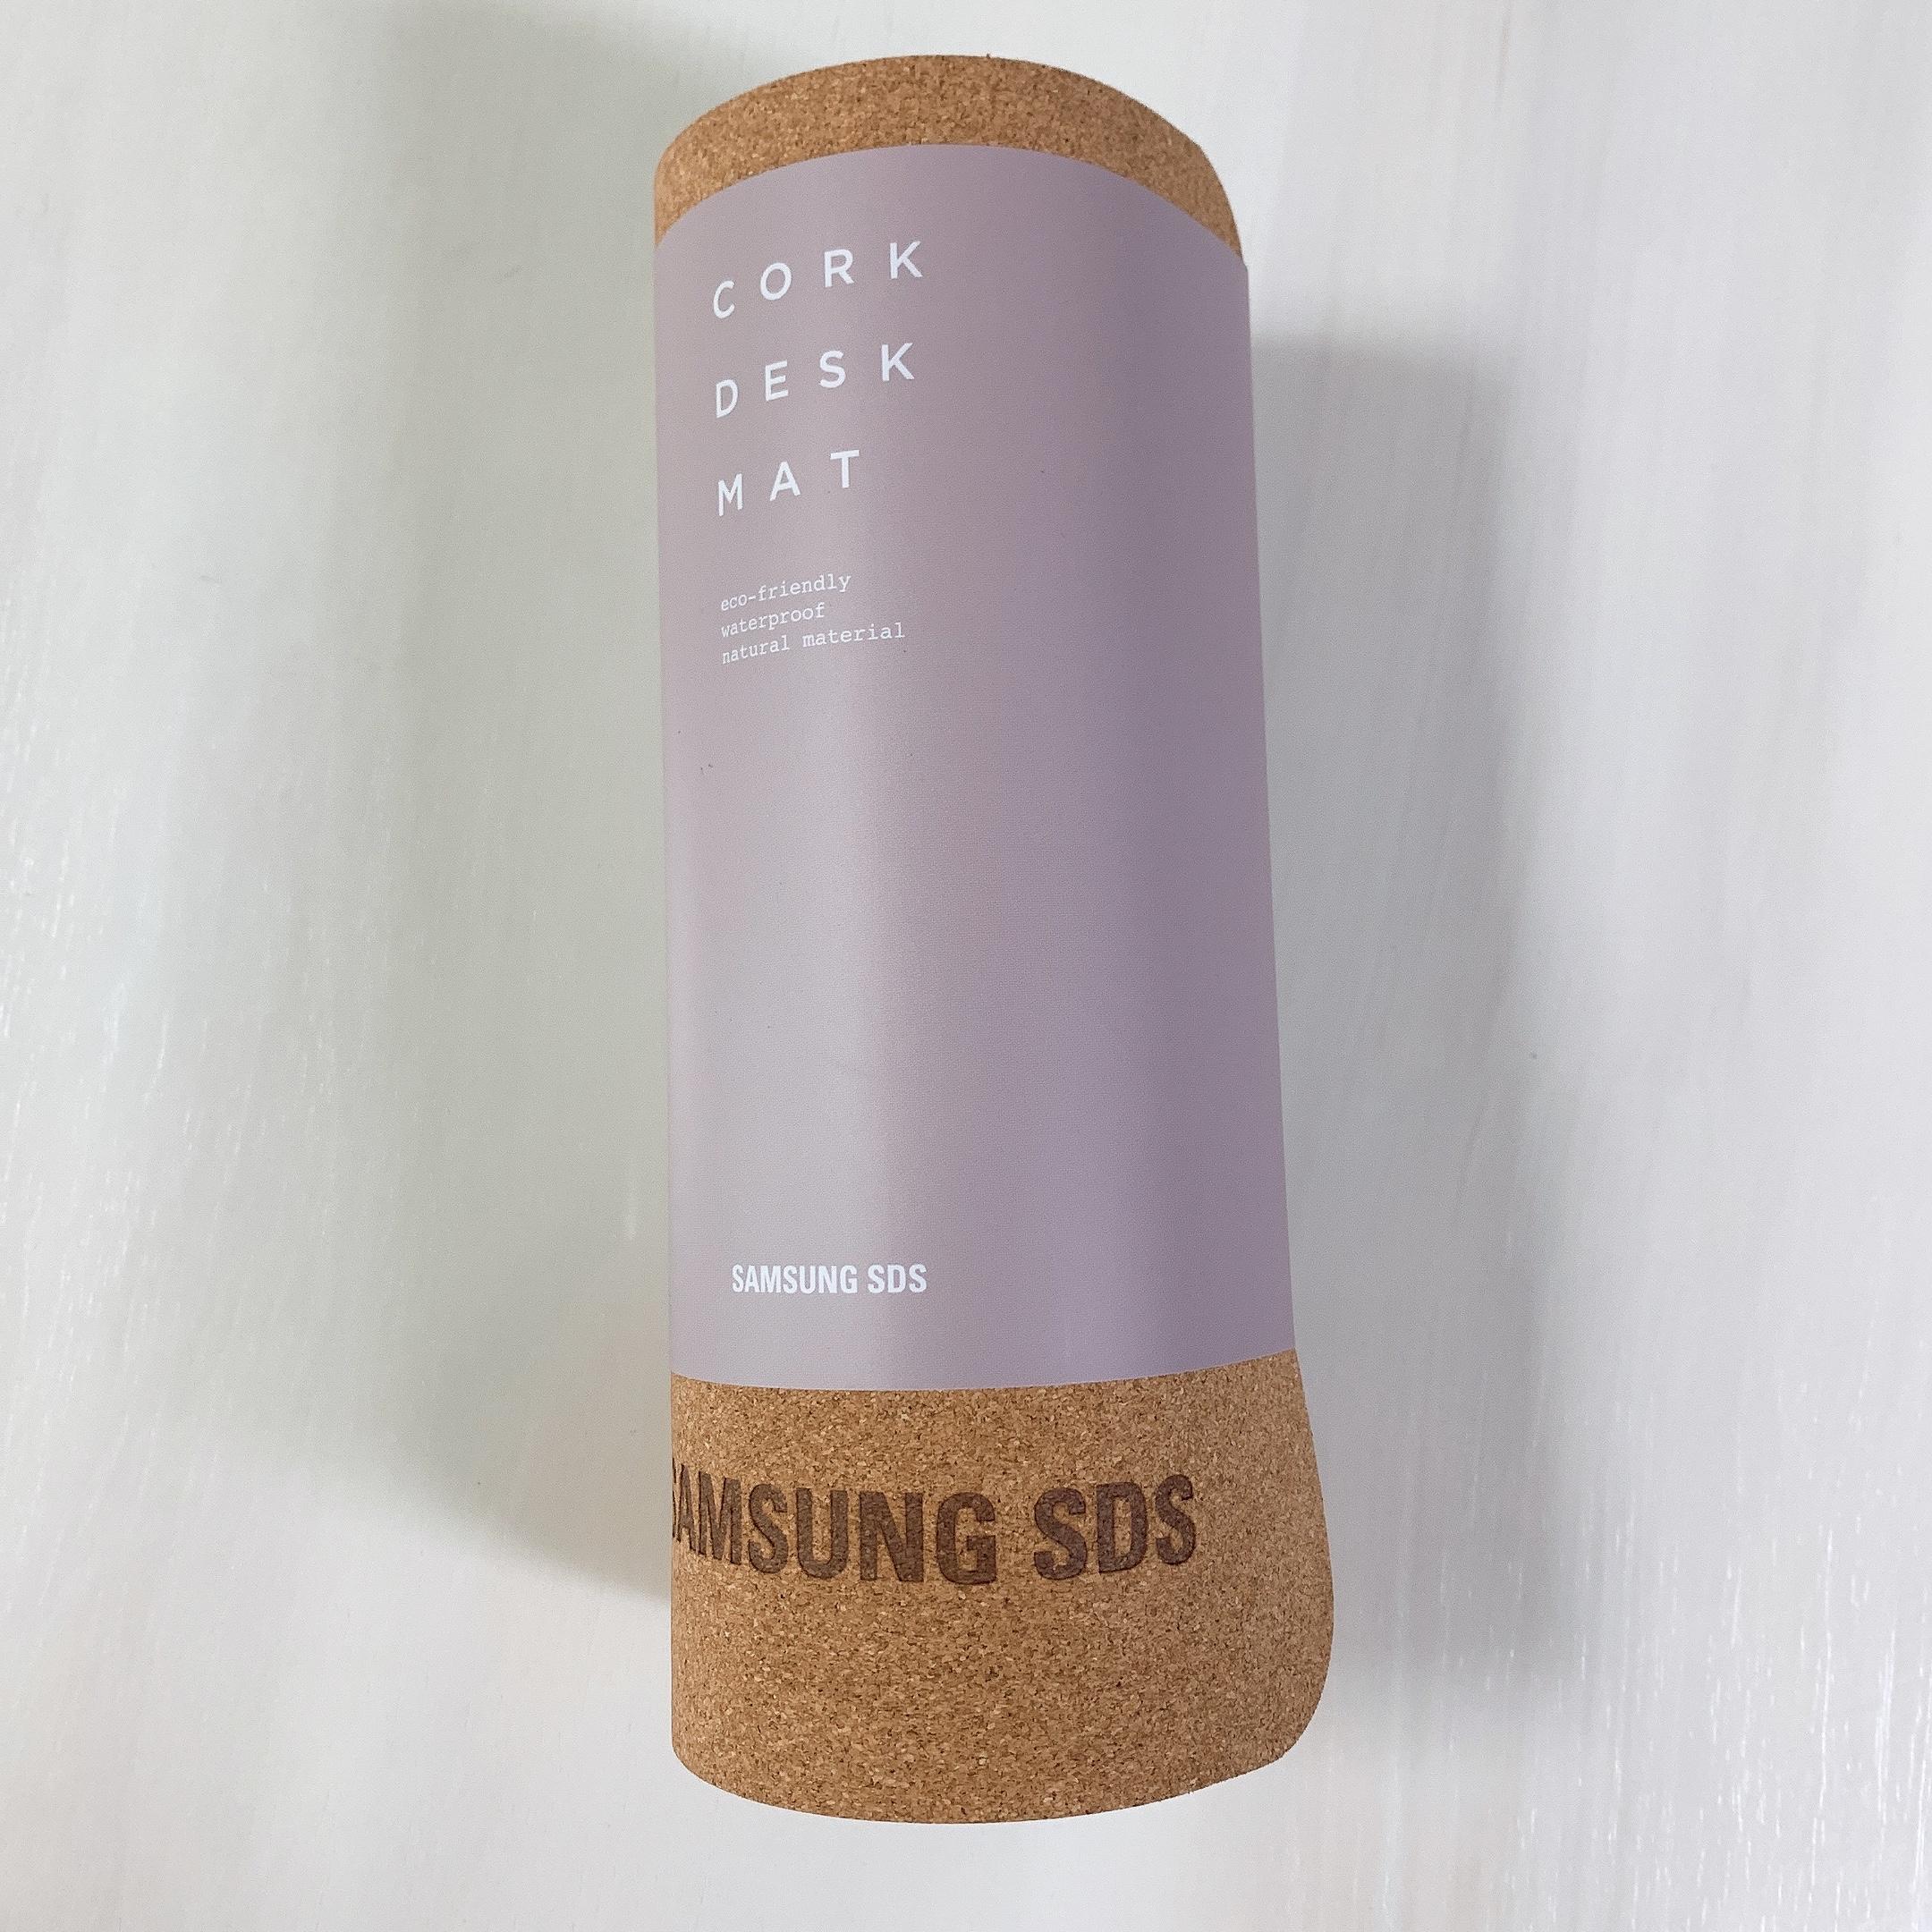 CORK
DESK
MAT
eco-friendly
waterproof
natural material
SAMSUNG SDS
SAMSUNG SDS